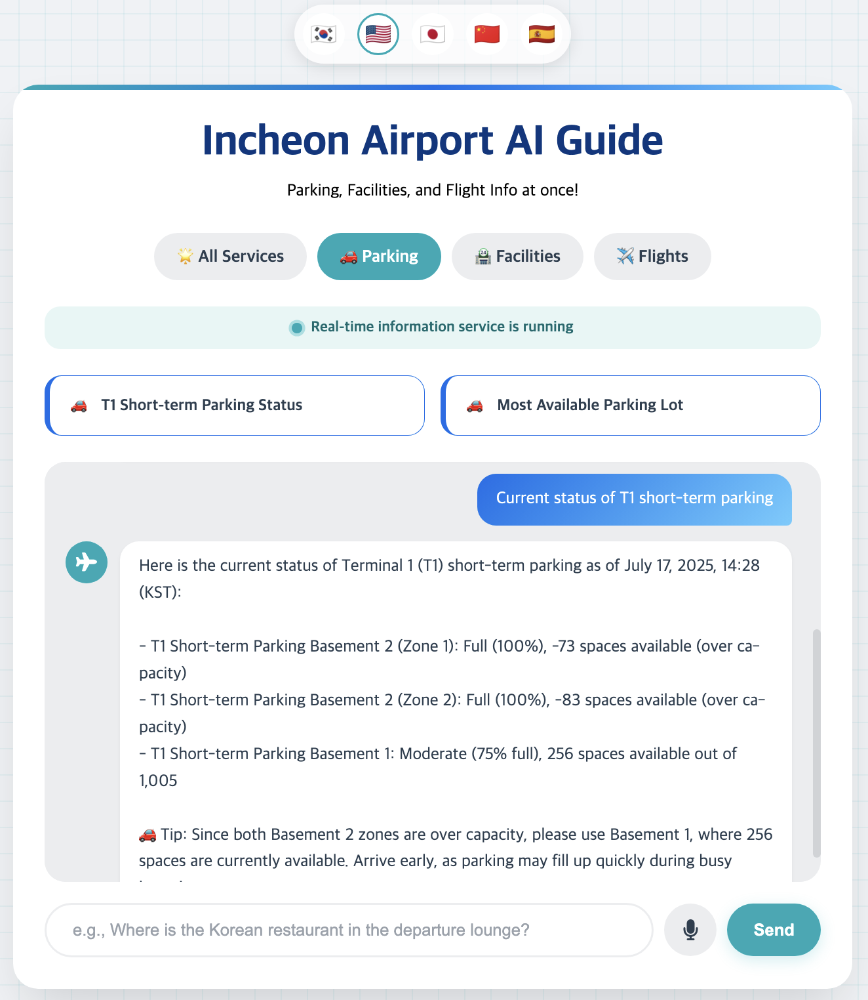 Incheon Airport AI Guide
Parking, Facilities, and Flight Info at once!
All Services
Parking
Facilities
Flights
Real-time information service is running
T1 Short-term Parking Status
Most Available Parking Lot
Current status of T1 short-term parking
Here is the current status of Terminal 1 (T1) short-term parking as of July 17, 2025, 14:28
(KST):
- T1 Short-term Parking Basement 2 (Zone 1): Full (100%), -73 spaces available (over ca-
pacity)
- T1 Short-term Parking Basement 2 (Zone 2): Full (100%), -83 spaces available (over ca-
pacity)
- T1 Short-term Parking Basement 1: Moderate (75% full), 256 spaces available out of
1,005
🚗 Tip: Since both Basement 2 zones are over capacity, please use Basement 1, where 256
spaces are currently available. Arrive early, as parking may fill up quickly during busy
e.g., Where is the Korean restaurant in the departure lounge?
Send